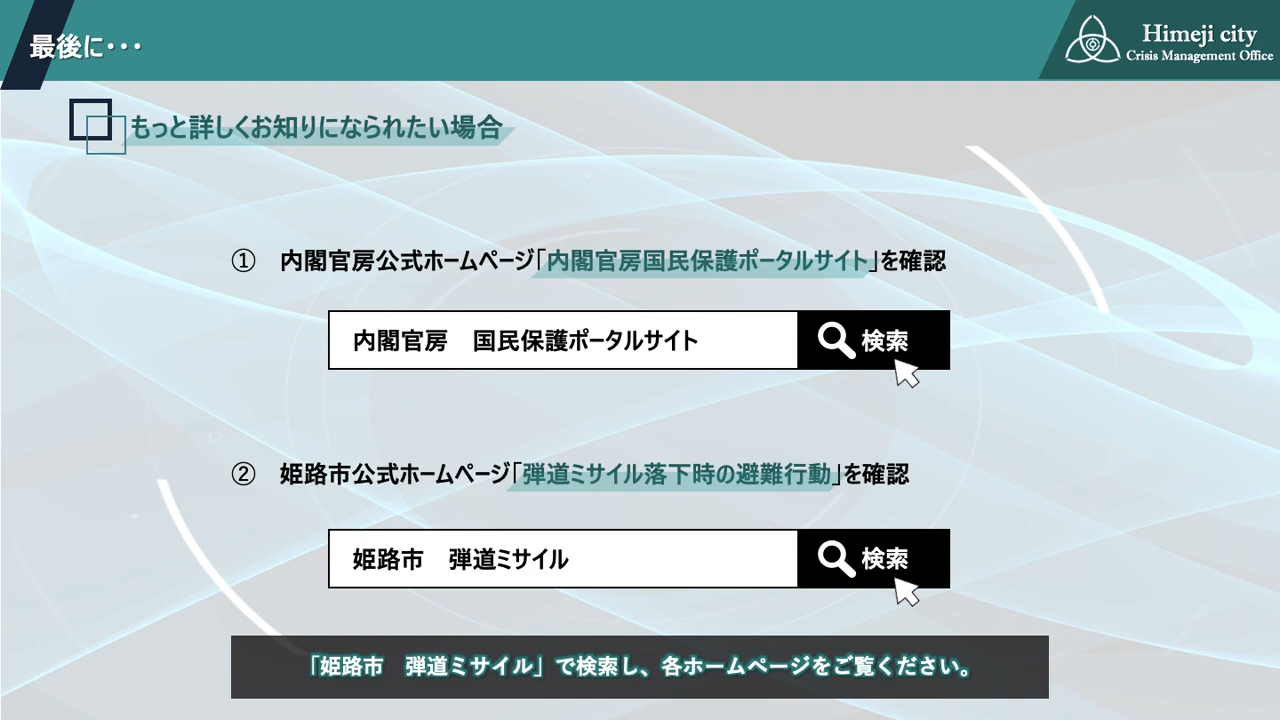 最後に・・・
Himeji city
Crisis Management Office
もっと詳しくお知りになられたい場合
① 内閣官房公式ホームページ「内閣官房国民保護ポータルサイト」を確認
内閣官房 国民保護ポータルサイト 検索
② 姫路市公式ホームページ「弾道ミサイル落下時の避難行動」を確認
姫路市 弾道ミサイル 検索
「姫路市 弾道ミサイル」で検索し、各ホームページをご覧ください。